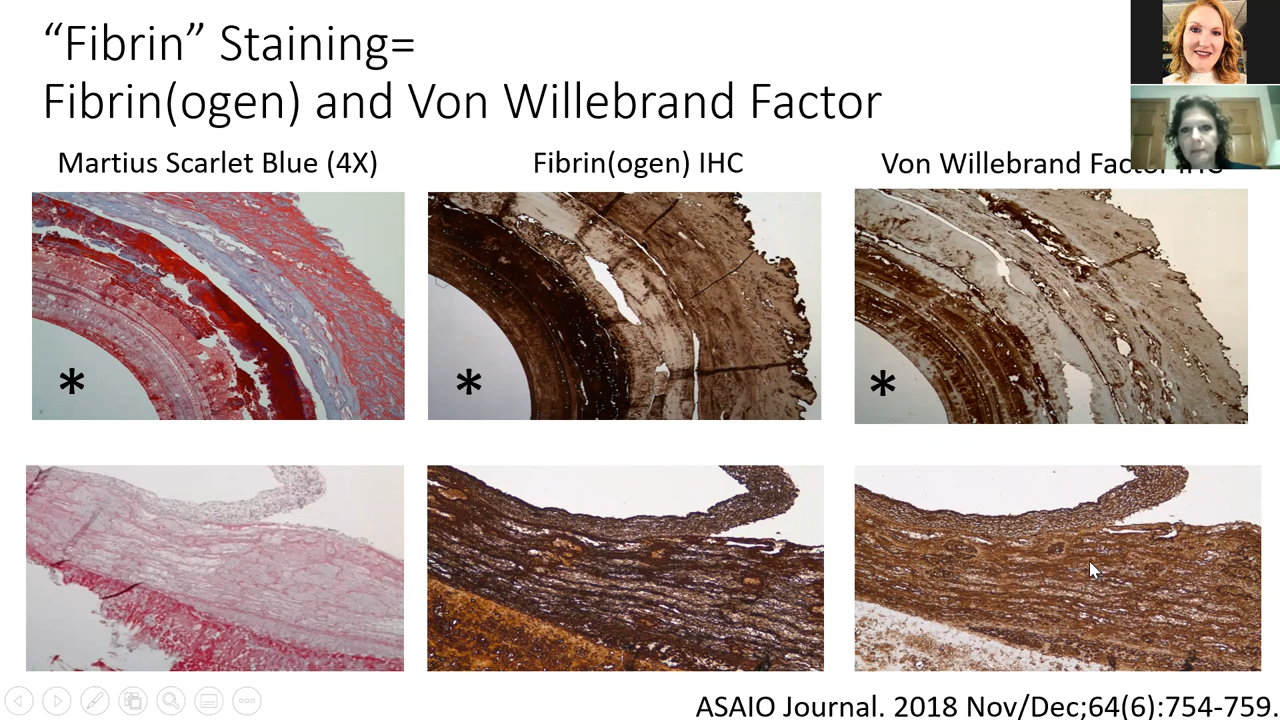 “Fibrin” Staining=
Fibrin(ogen) and Von Willebrand Factor
Martius Scarlet Blue (4X)
Fibrin(ogen) IHC
Von Willebrand Factor IHC
*
*
*
ASAIO Journal. 2018 Nov/Dec;64(6):754-759.